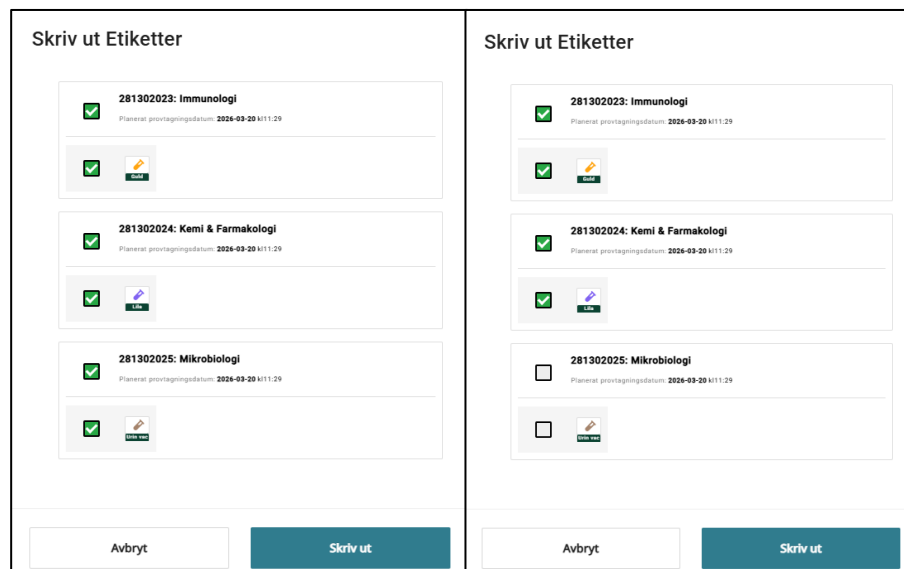 Skriv ut Etiketter
281302023: Immunologi
Planerat provtagningsdatum: 2026-03-20 kl11:29
Guld
281302024: Kemi & Farmakologi
Planerat provtagningsdatum: 2026-03-20 kl11:29
Lila
281302025: Mikrobiologi
Planerat provtagningsdatum: 2026-03-20 kl11:29
Urin vac
Avbryt
Skriv ut
Skriv ut Etiketter
281302023: Immunologi
Planerat provtagningsdatum: 2026-03-20 kl11:29
Guld
281302024: Kemi & Farmakologi
Planerat provtagningsdatum: 2026-03-20 kl11:29
Lila
281302025: Mikrobiologi
Planerat provtagningsdatum: 2026-03-20 kl11:29
Urin vac
Avbryt
Skriv ut